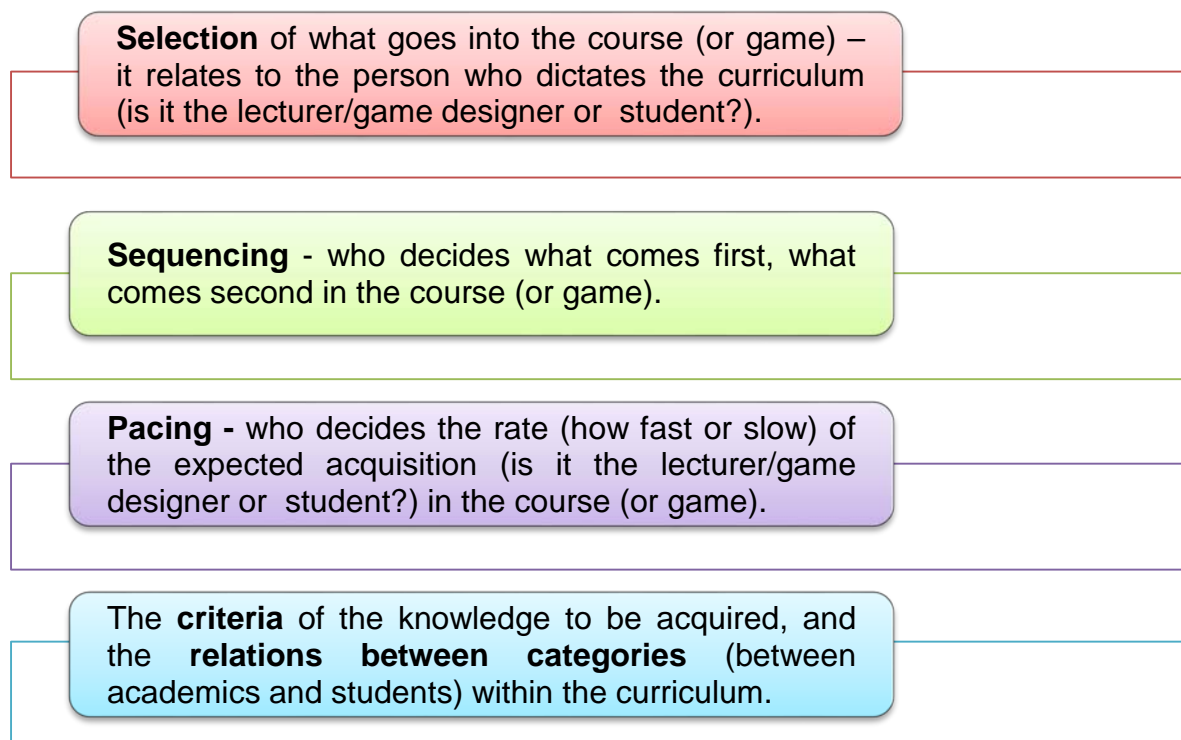 Selection of what goes into the course (or game) –
it relates to the person who dictates the curriculum
(is it the lecturer/game designer or student?).
Sequencing - who decides what comes first, what
comes second in the course (or game).
Pacing - who decides the rate (how fast or slow) of
the expected acquisition (is it the lecturer/game
designer or student?) in the course (or game).
The criteria of the knowledge to be acquired, and
the relations between categories (between
academics and students) within the curriculum.